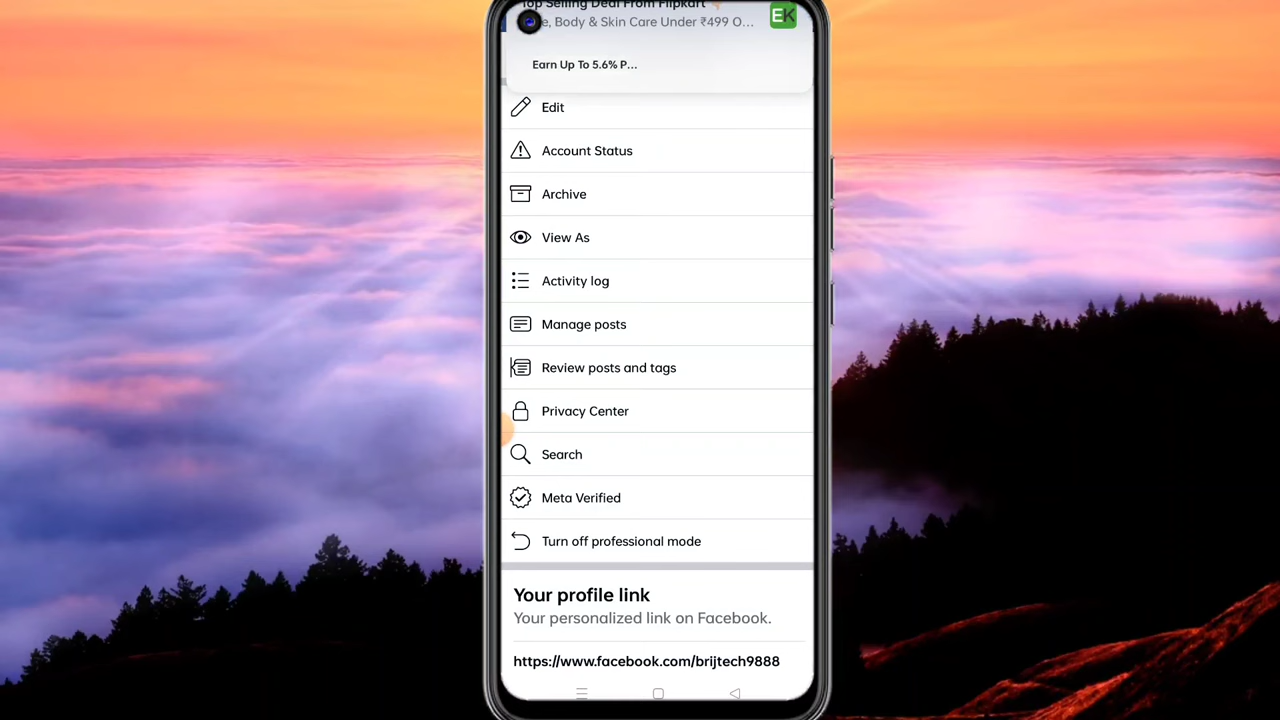 Top Selling Deal From Flipkart
e, Body & Skin Care Under ₹499 O...
EK
Earn Up To 5.6% P...
Edit
Account Status
Archive
View As
Activity log
Manage posts
Review posts and tags
Privacy Center
Search
Meta Verified
Turn off professional mode
Your profile link
Your personalized link on Facebook.
https://www.facebook.com/brijtech9888